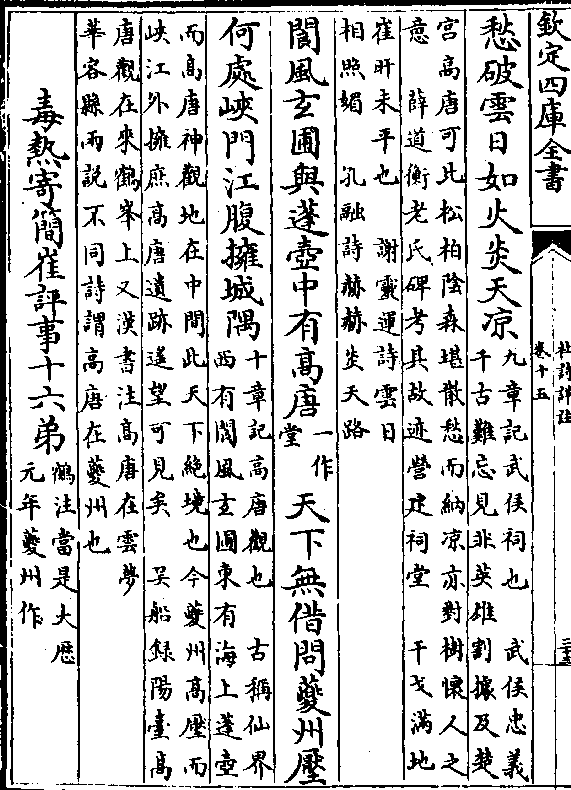 欽定四庫全書
杜詩詳註
卷十五
三十三
愁破雲日如火炎天凉九章記武侯祠也　武侯忠義
千古難忘見非英雄割據及楚
宮高唐可比松柏陰森堪散愁而納凉亦對樹懷人之
意　薛道衡老氏碑考其故迹營建祠堂　干戈滿地
崔旰未平也　謝靈運詩雲日
相照媚　孔融詩赫赫炎天路
閬風玄圃與蓬壺中有高唐一作
堂天下無借問夔州壓
何處峽門江腹擁城隅十章記高唐觀也　古稱仙界
西有閬風玄圃東有海上蓬壺
而高唐神觀地在中間此天下絶境也今夔州高壓而
峽江外擁庶高唐遺跡遥望可見矣　吴船録陽臺高
唐觀在來鶴峯上又漢書注高唐在雲夢
華容縣兩説不同詩謂高唐在夔州也
毒熱寄簡崔評事十六弟鶴注當是大厯
元年夔州作